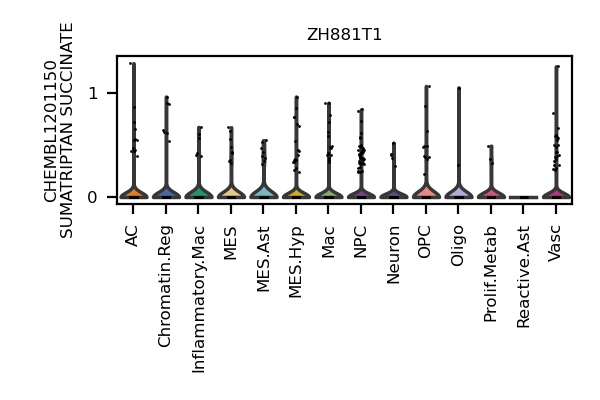 ZH881T1
CHEMBL1201150
SUMATRIPTAN SUCCINATE
1
0
AC
Chromatin.Reg
Inflammatory.Mac
MES
MES.Ast
MES.Hyp
Mac
NPC
Neuron
OPC
Oligo
Prolif.Metab
Reactive.Ast
Vasc